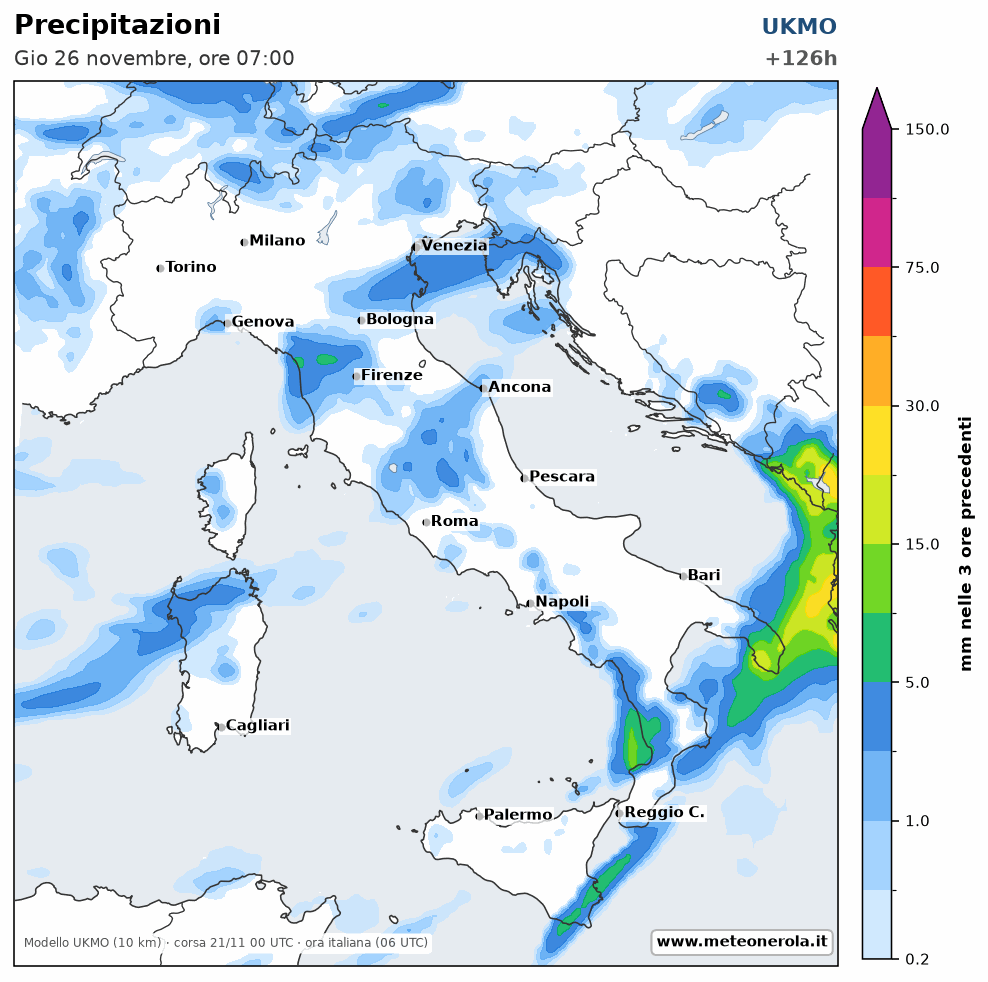 Precipitazioni
UKMO
Gio 26 novembre, ore 07:00
+126h
150.0
75.0
30.0
15.0
5.0
1.0
0.2
mm nelle 3 ore precedenti
Milano
Venezia
Torino
Genova
Bologna
Firenze
Ancona
Pescara
Roma
Bari
Napoli
Cagliari
Palermo
Reggio C.
Modello UKMO (10 km) · corsa 21/11 00 UTC · ora italiana (06 UTC)
www.meteonerola.it